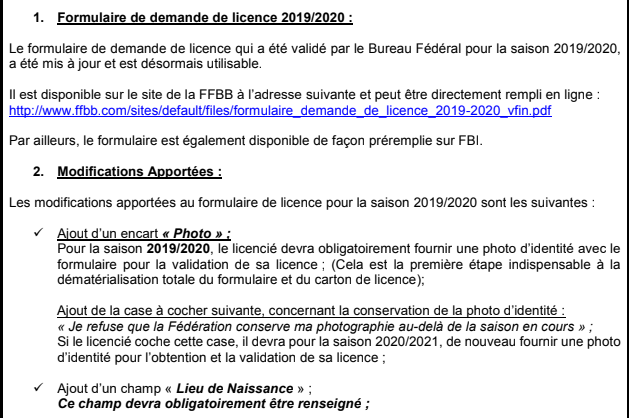 1. Formulaire de demande de licence 2019/2020 :
Le formulaire de demande de licence qui a été validé par le Bureau Fédéral pour la saison 2019/2020,
a été mis à jour et est désormais utilisable.
Il est disponible sur le site de la FFBB à l'adresse suivante et peut être directement rempli en ligne :
http://www.ffbb.com/sites/default/files/formulaire_demande_de_licence_2019-2020_vfin.pdf
Par ailleurs, le formulaire est également disponible de façon préremplie sur FBI.
2. Modifications Apportées :
Les modifications apportées au formulaire de licence pour la saison 2019/2020 sont les suivantes :
✓ Ajout d'un encart « Photo » ;
Pour la saison 2019/2020, le licencié devra obligatoirement fournir une photo d'identité avec le
formulaire pour la validation de sa licence ; (Cela est la première étape indispensable à la
dématérialisation totale du formulaire et du carton de licence);
Ajout de la case à cocher suivante, concernant la conservation de la photo d'identité :
« Je refuse que la Fédération conserve ma photographie au-delà de la saison en cours » ;
Si le licencié coche cette case, il devra pour la saison 2020/2021, de nouveau fournir une photo
d'identité pour l'obtention et la validation de sa licence ;
✓ Ajout d'un champ « Lieu de Naissance » ;
Ce champ devra obligatoirement être renseigné ;